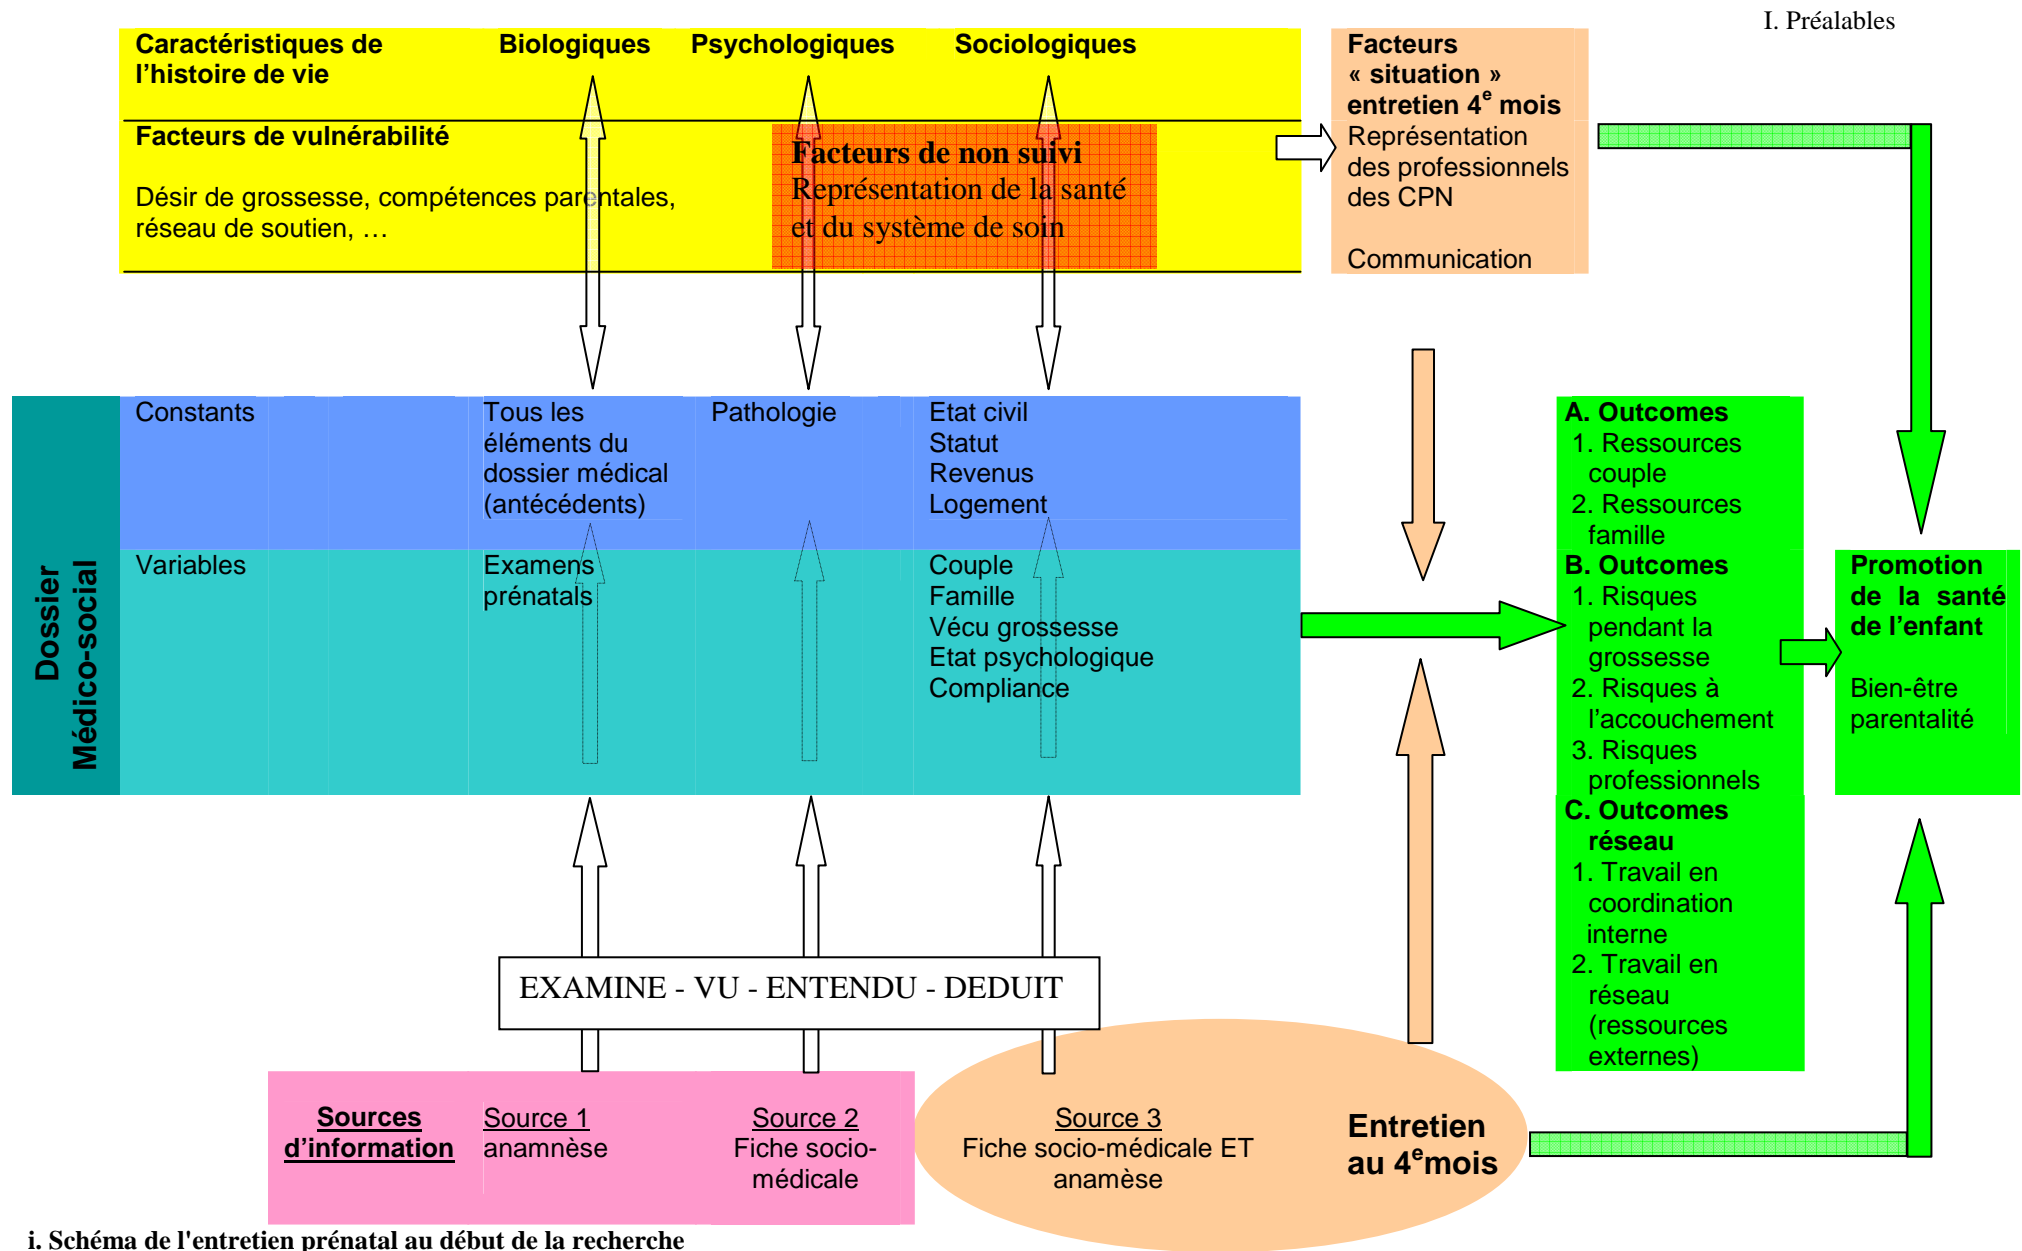 I. Préalables
Caractéristiques de
l’histoire de vie
Biologiques
Psychologiques
Sociologiques
Facteurs de vulnérabilité
Désir de grossesse, compétences parentales,
réseau de soutien, …
Facteurs de non suivi
Représentation de la santé
et du système de soin
Facteurs
« situation »
entretien 4e mois
Représentation
des professionnels
des CPN
Communication
Dossier
Médico-social
Constants
Tous les
éléments du
dossier médical
(antécédents)
Pathologie
Etat civil
Statut
Revenus
Logement
Variables
Examens
prénatals
Couple
Famille
Vécu grossesse
Etat psychologique
Compliance
A. Outcomes
1. Ressources
couple
2. Ressources
famille
B. Outcomes
1. Risques
pendant la
grossesse
2. Risques à
l’accouchement
3. Risques
professionnels
C. Outcomes
réseau
1. Travail en
coordination
interne
2. Travail en
réseau
(ressources
externes)
Promotion
de la santé
de l’enfant
Bien-être
parentalité
EXAMINE - VU - ENTENDU - DEDUIT
Sources
d’information
Source 1
anamnèse
Source 2
Fiche socio-
médicale
Source 3
Fiche socio-médicale ET
anamèse
Entretien
au 4emois
i. Schéma de l'entretien prénatal au début de la recherche